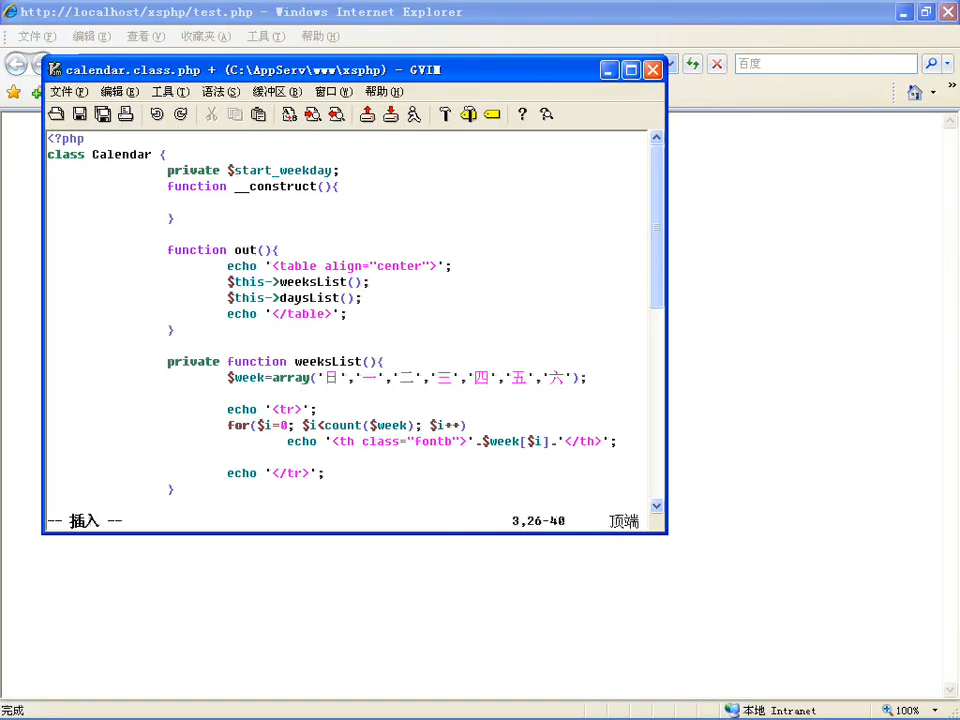 http://localhost/xsphp/test.php - Windows Internet Explorer
文件(F) 编辑(E) 查看(V) 收藏夹(A) 工具(T) 帮助(H)
百度
calendar.class.php + (C:\AppServ\www\xsphp) - GVIM
文件(F) 编辑(E) 工具(T) 语法(S) 缓冲区(B) 窗口(W) 帮助(H)
<?php
class Calendar {
private $start_weekday;
function __construct(){
}
function out(){
echo '<table align="center">';
$this->weeksList();
$this->daysList();
echo '</table>';
}
private function weeksList(){
$week=array('日','一','二','三','四','五','六');
echo '<tr>';
for($i=0; $i<count($week); $i++)
echo '<th class="fontb">'.$week[$i].'</th>';
echo '</tr>';
}
-- 插入 -- 3,26-40 顶端
完成 本地 Intranet 100%